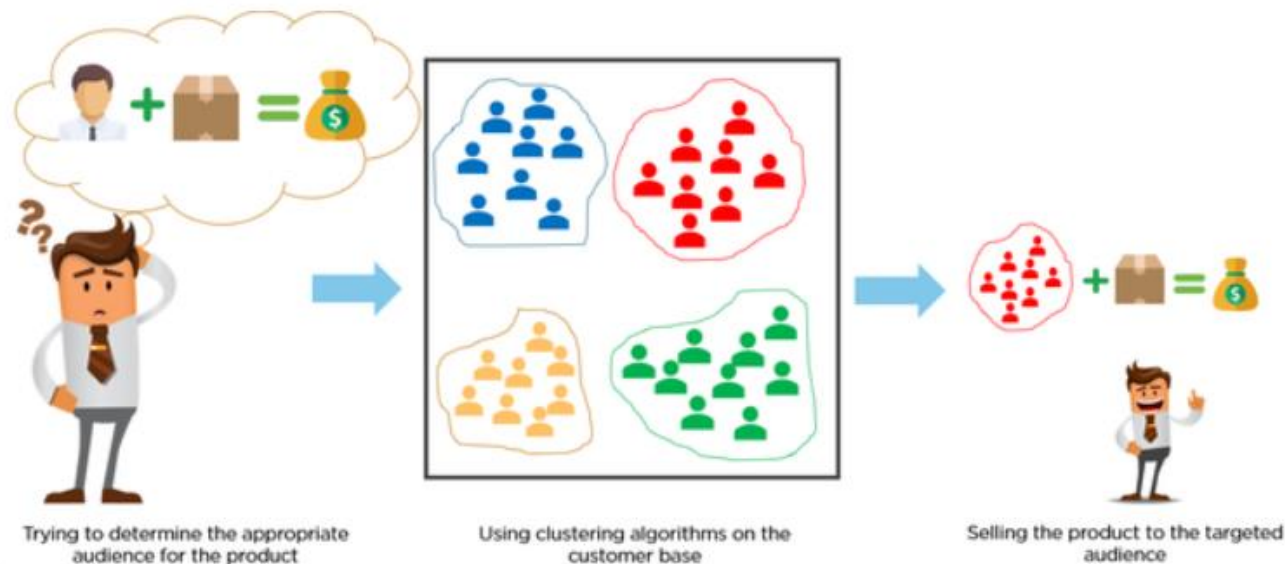 ??
$
$
Trying to determine the appropriate
audience for the product
Using clustering algorithms on the
customer base
Selling the product to the targeted
audience